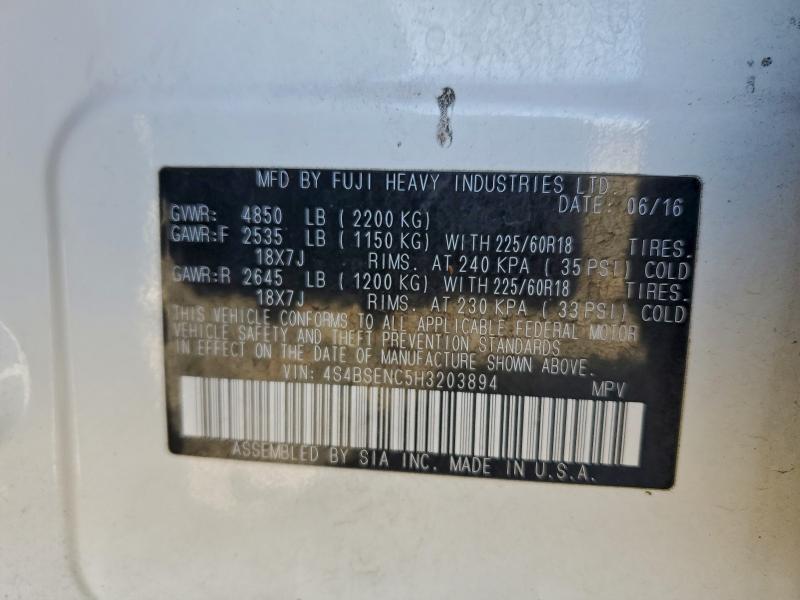 MFD BY FUJI HEAVY INDUSTRIES LTD.
DATE: 06/16
GVWR: 4850 LB (2200 KG)
GAWR:F 2535 LB (1150 KG) WITH 225/60R18 TIRES.
18X7J RIMS. AT 240 KPA (35 PSI) COLD
GAWR:R 2645 LB (1200 KG) WITH 225/60R18 TIRES.
18X7J RIMS. AT 230 KPA (33 PSI) COLD
THIS VEHICLE CONFORMS TO ALL APPLICABLE FEDERAL MOTOR
VEHICLE SAFETY AND THEFT PREVENTION STANDARDS
IN EFFECT ON THE DATE OF MANUFACTURE SHOWN ABOVE.
VIN: 4S4BSENC5H3203894 MPV
ASSEMBLED BY SIA INC. MADE IN U.S.A.